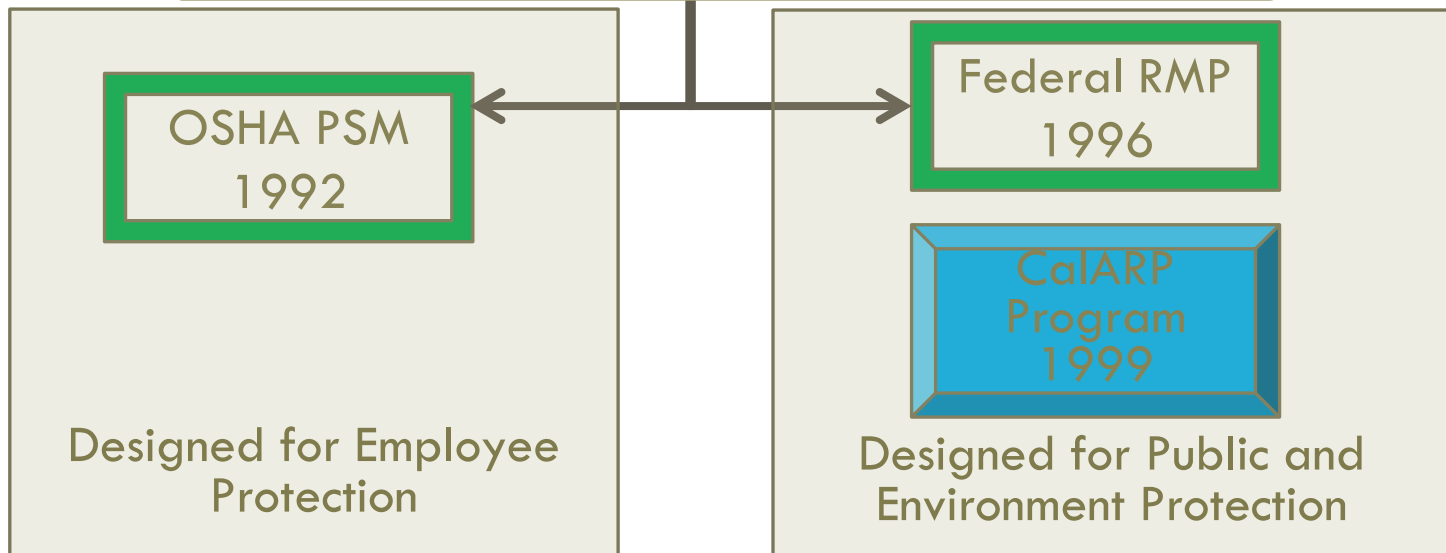 OSHA PSM
1992
Designed for Employee
Protection
Federal RMP
1996
CalARP
Program
1999
Designed for Public and
Environment Protection